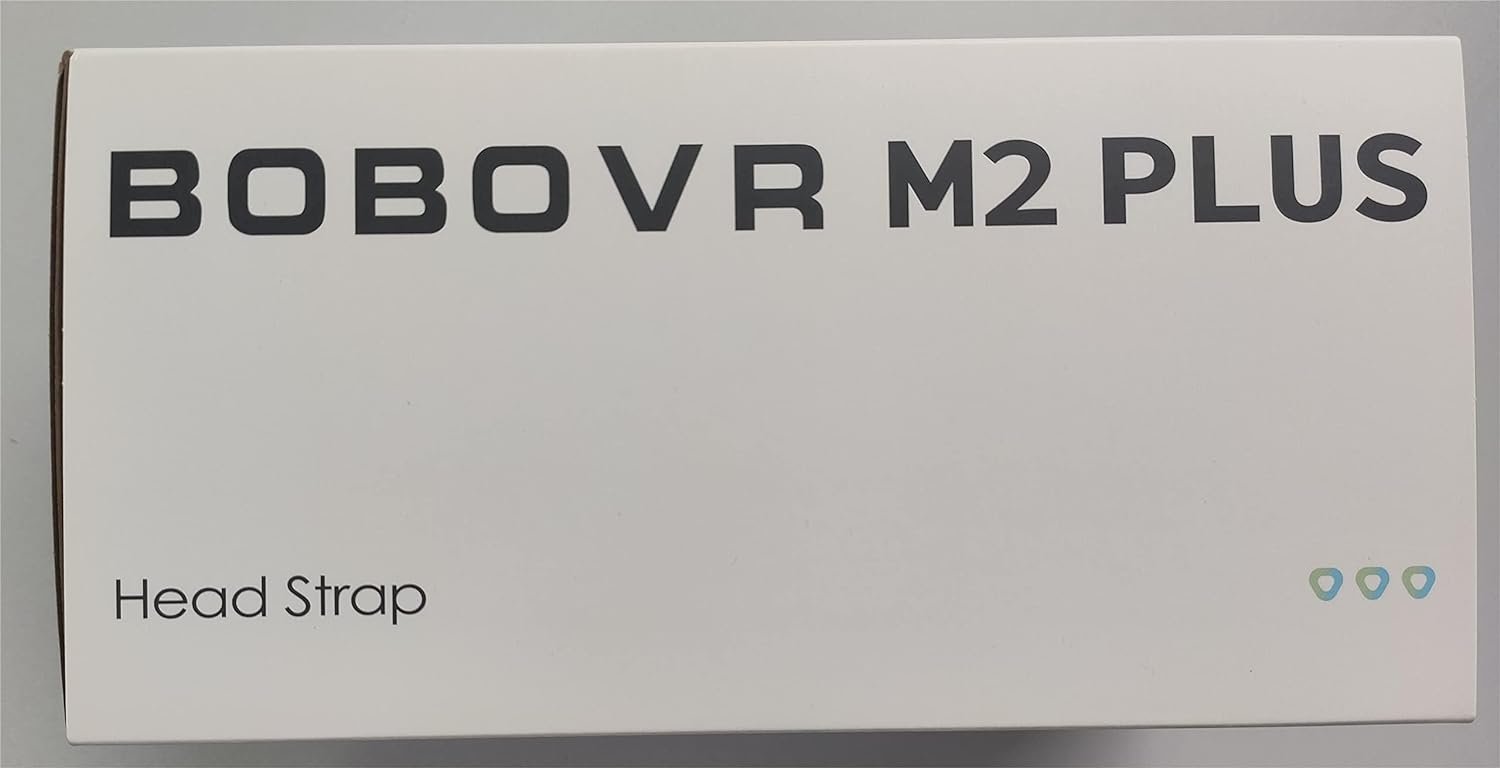 BOBOVR M2 PLUS
Head Strap